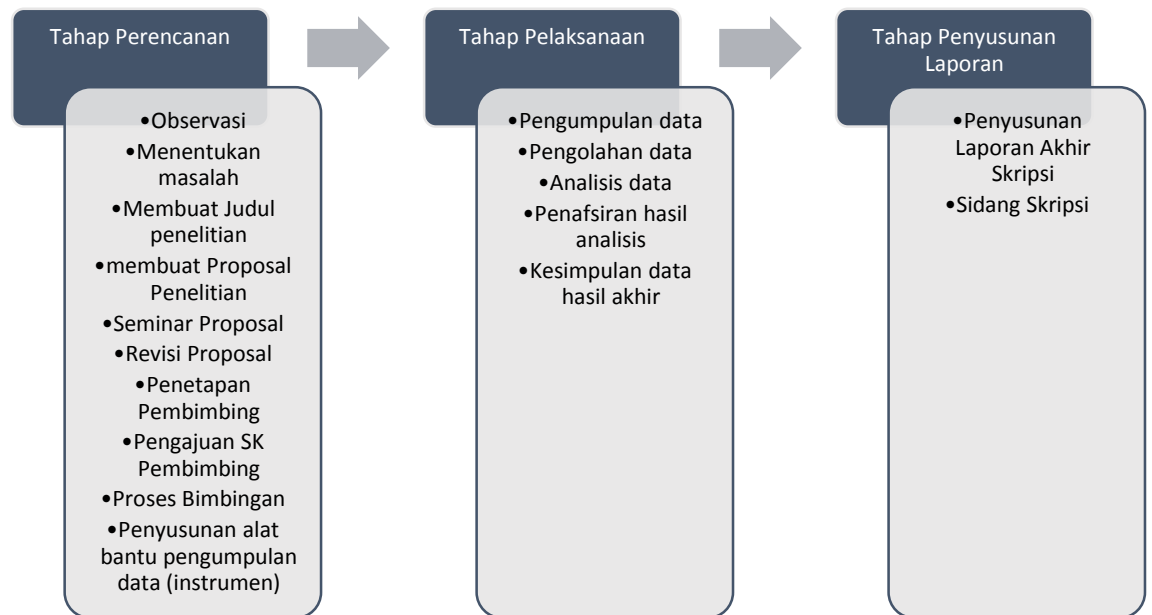 Tahap Perencanan
•Observasi
•Menentukan
masalah
•Membuat Judul
penelitian
•membuat Proposal
Penelitian
•Seminar Proposal
•Revisi Proposal
•Penetapan
Pembimbing
•Pengajuan SK
Pembimbing
•Proses Bimbingan
•Penyusunan alat
bantu pengumpulan
data (instrumen)
Tahap Pelaksanaan
•Pengumpulan data
•Pengolahan data
•Analisis data
•Penafsiran hasil
analisis
•Kesimpulan data
hasil akhir
Tahap Penyusunan
Laporan
•Penyusunan
Laporan Akhir
Skripsi
•Sidang Skripsi